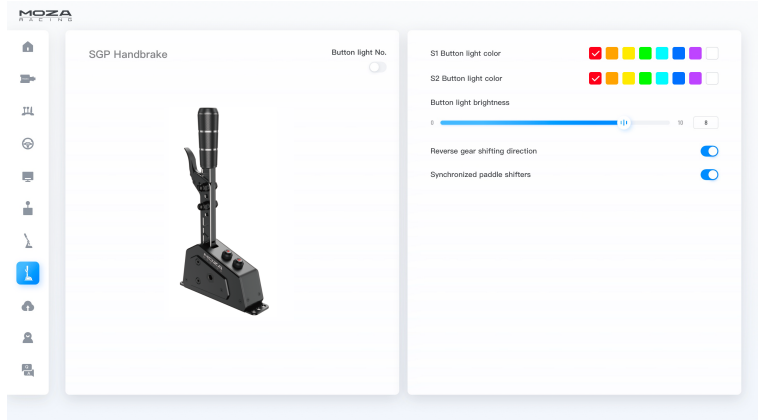 MOZA
RACING
SGP Handbrake
Button light No.
S1 Button light color
S2 Button light color
Button light brightness
0
10
8
Reverse gear shifting direction
Synchronized paddle shifters